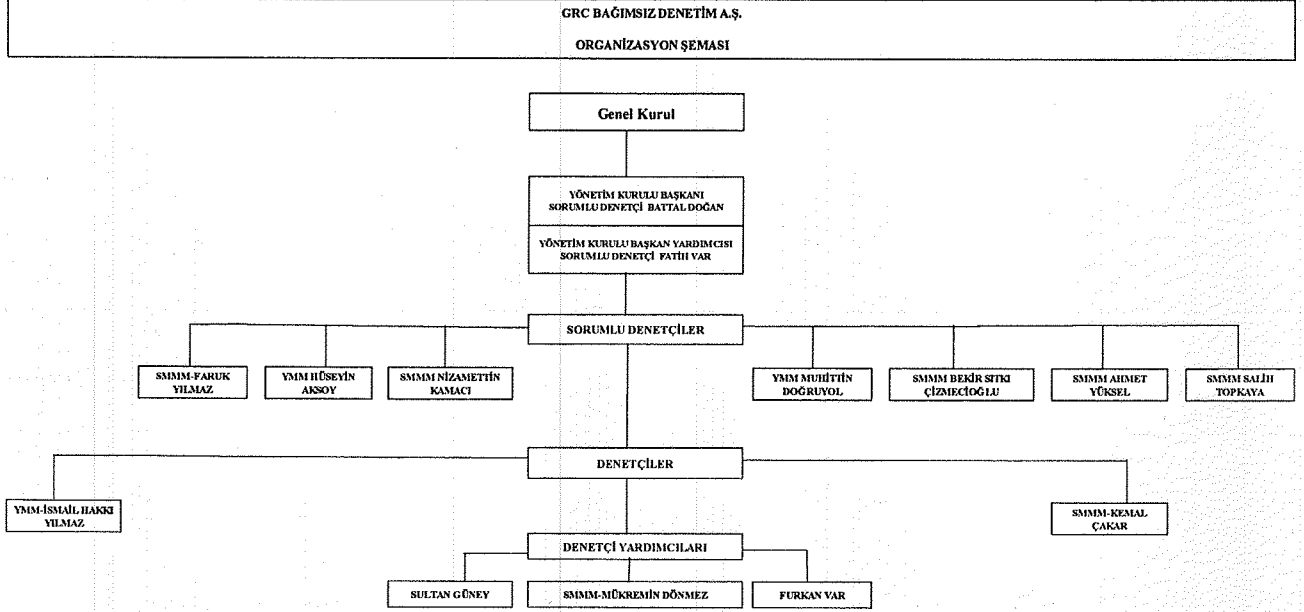 GRC BAĞIMSIZ DENETİM A.Ş.
ORGANİZASYON ŞEMASI
Genel Kurul
YÖNETİM KURULU BAŞKANI
SORUMLU DENETÇİ BATTAL DOĞAN
YÖNETİM KURULU BAŞKAN YARDIMCISI
SORUMLU DENETÇİ FATİH VAR
SORUMLU DENETÇİLER
SMMM-FARUK
YILMAZ
YMM HÜSEYİN
AKSOY
SMMM NİZAMETTİN
KAMACI
YMM MUHİTTİN
DOĞRUYOL
SMMM BEKİR SITKI
ÇİZMECİOĞLU
SMMM AHMET
YÜKSEL
SMMM SALİH
TOPKAYA
DENETÇİLER
YMM-İSMAİL HAKKI
YILMAZ
SMMM-KEMAL
ÇAKAR
DENETÇİ YARDIMCILARI
SULTAN GÜNEY
SMMM-MÜKREMİN DÖNMEZ
FURKAN VAR